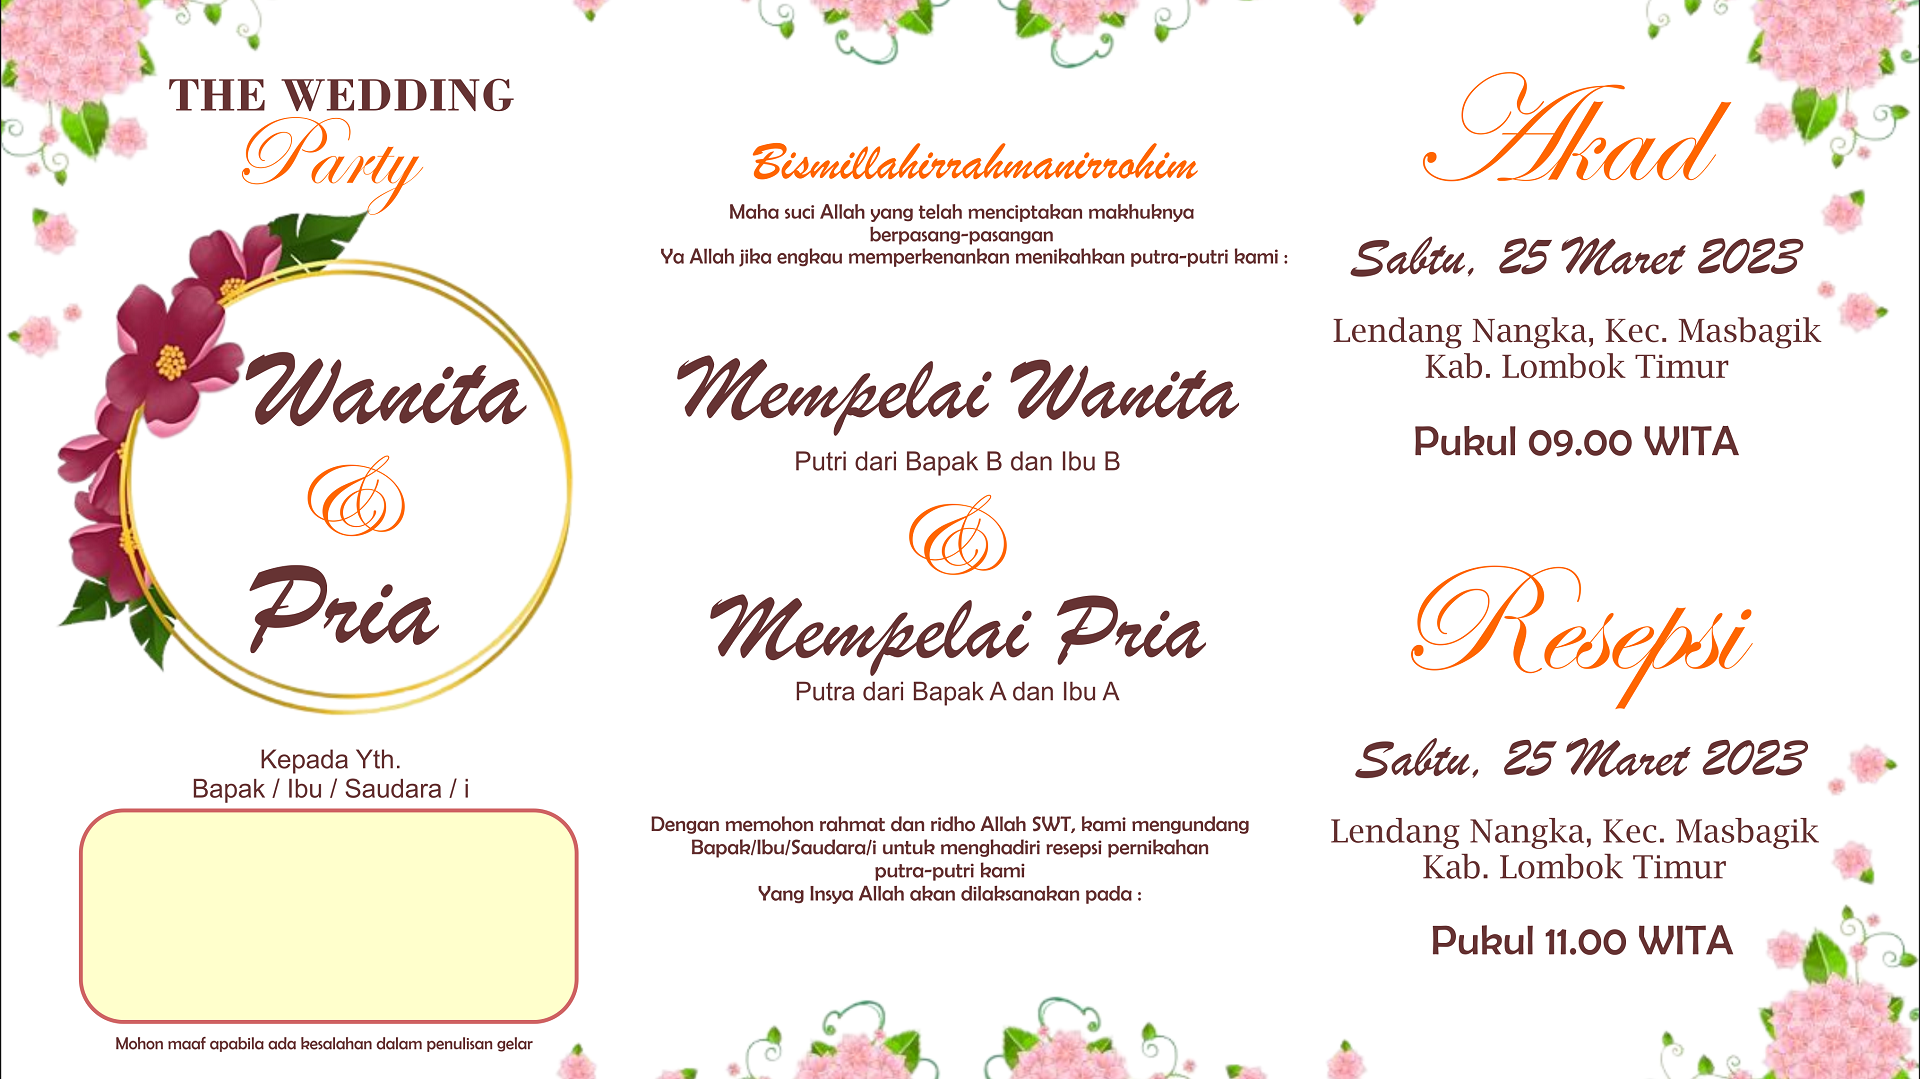 THE WEDDING
Party
Wanita
&
Pria
Kepada Yth.
Bapak / Ibu / Saudara / i
Mohon maaf apabila ada kesalahan dalam penulisan gelar
Bismillahirrahmanirrohim
Maha suci Allah yang telah menciptakan makhuknya
berpasang-pasangan
Ya Allah jika engkau memperkenankan menikahkan putra-putri kami :
Mempelai Wanita
Putri dari Bapak B dan Ibu B
&
Mempelai Pria
Putra dari Bapak A dan Ibu A
Dengan memohon rahmat dan ridho Allah SWT, kami mengundang
Bapak/Ibu/Saudara/i untuk menghadiri resepsi pernikahan
putra-putri kami
Yang Insya Allah akan dilaksanakan pada :
Akad
Sabtu, 25 Maret 2023
Lendang Nangka, Kec. Masbagik
Kab. Lombok Timur
Pukul 09.00 WITA
Resepsi
Sabtu, 25 Maret 2023
Lendang Nangka, Kec. Masbagik
Kab. Lombok Timur
Pukul 11.00 WITA